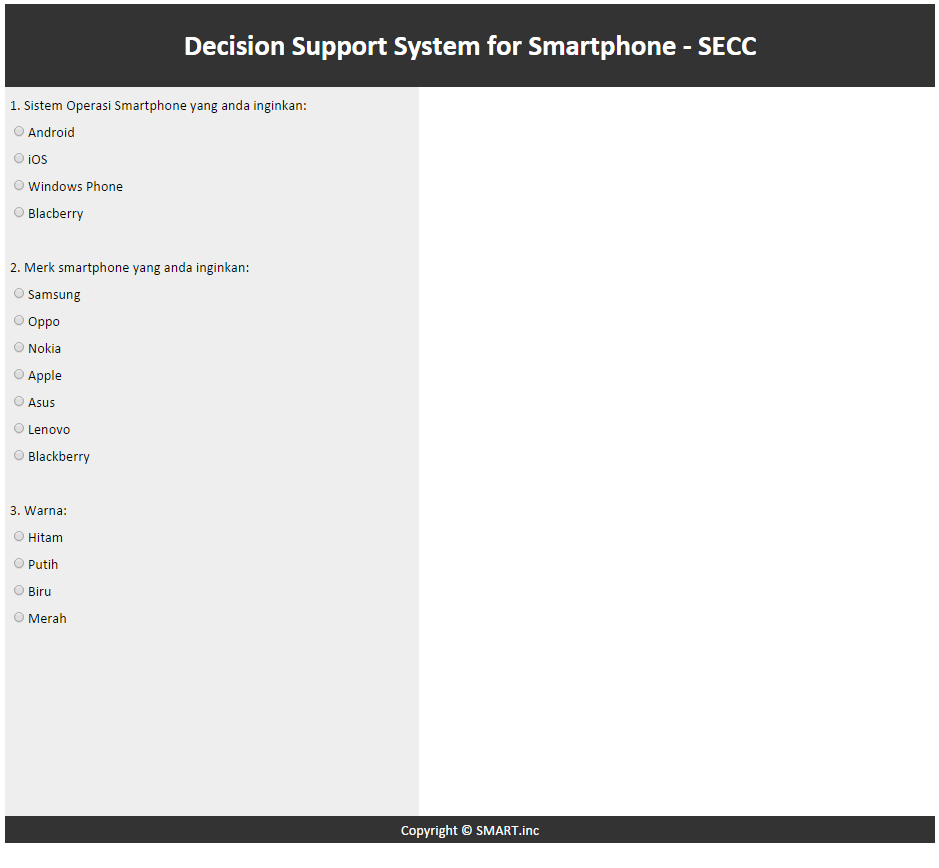 Decision Support System for Smartphone - SECC
1. Sistem Operasi Smartphone yang anda inginkan:
Android
iOS
Windows Phone
Blacberry
2. Merk smartphone yang anda inginkan:
Samsung
Oppo
Nokia
Apple
Asus
Lenovo
Blackberry
3. Warna:
Hitam
Putih
Biru
Merah
Copyright © SMART.inc